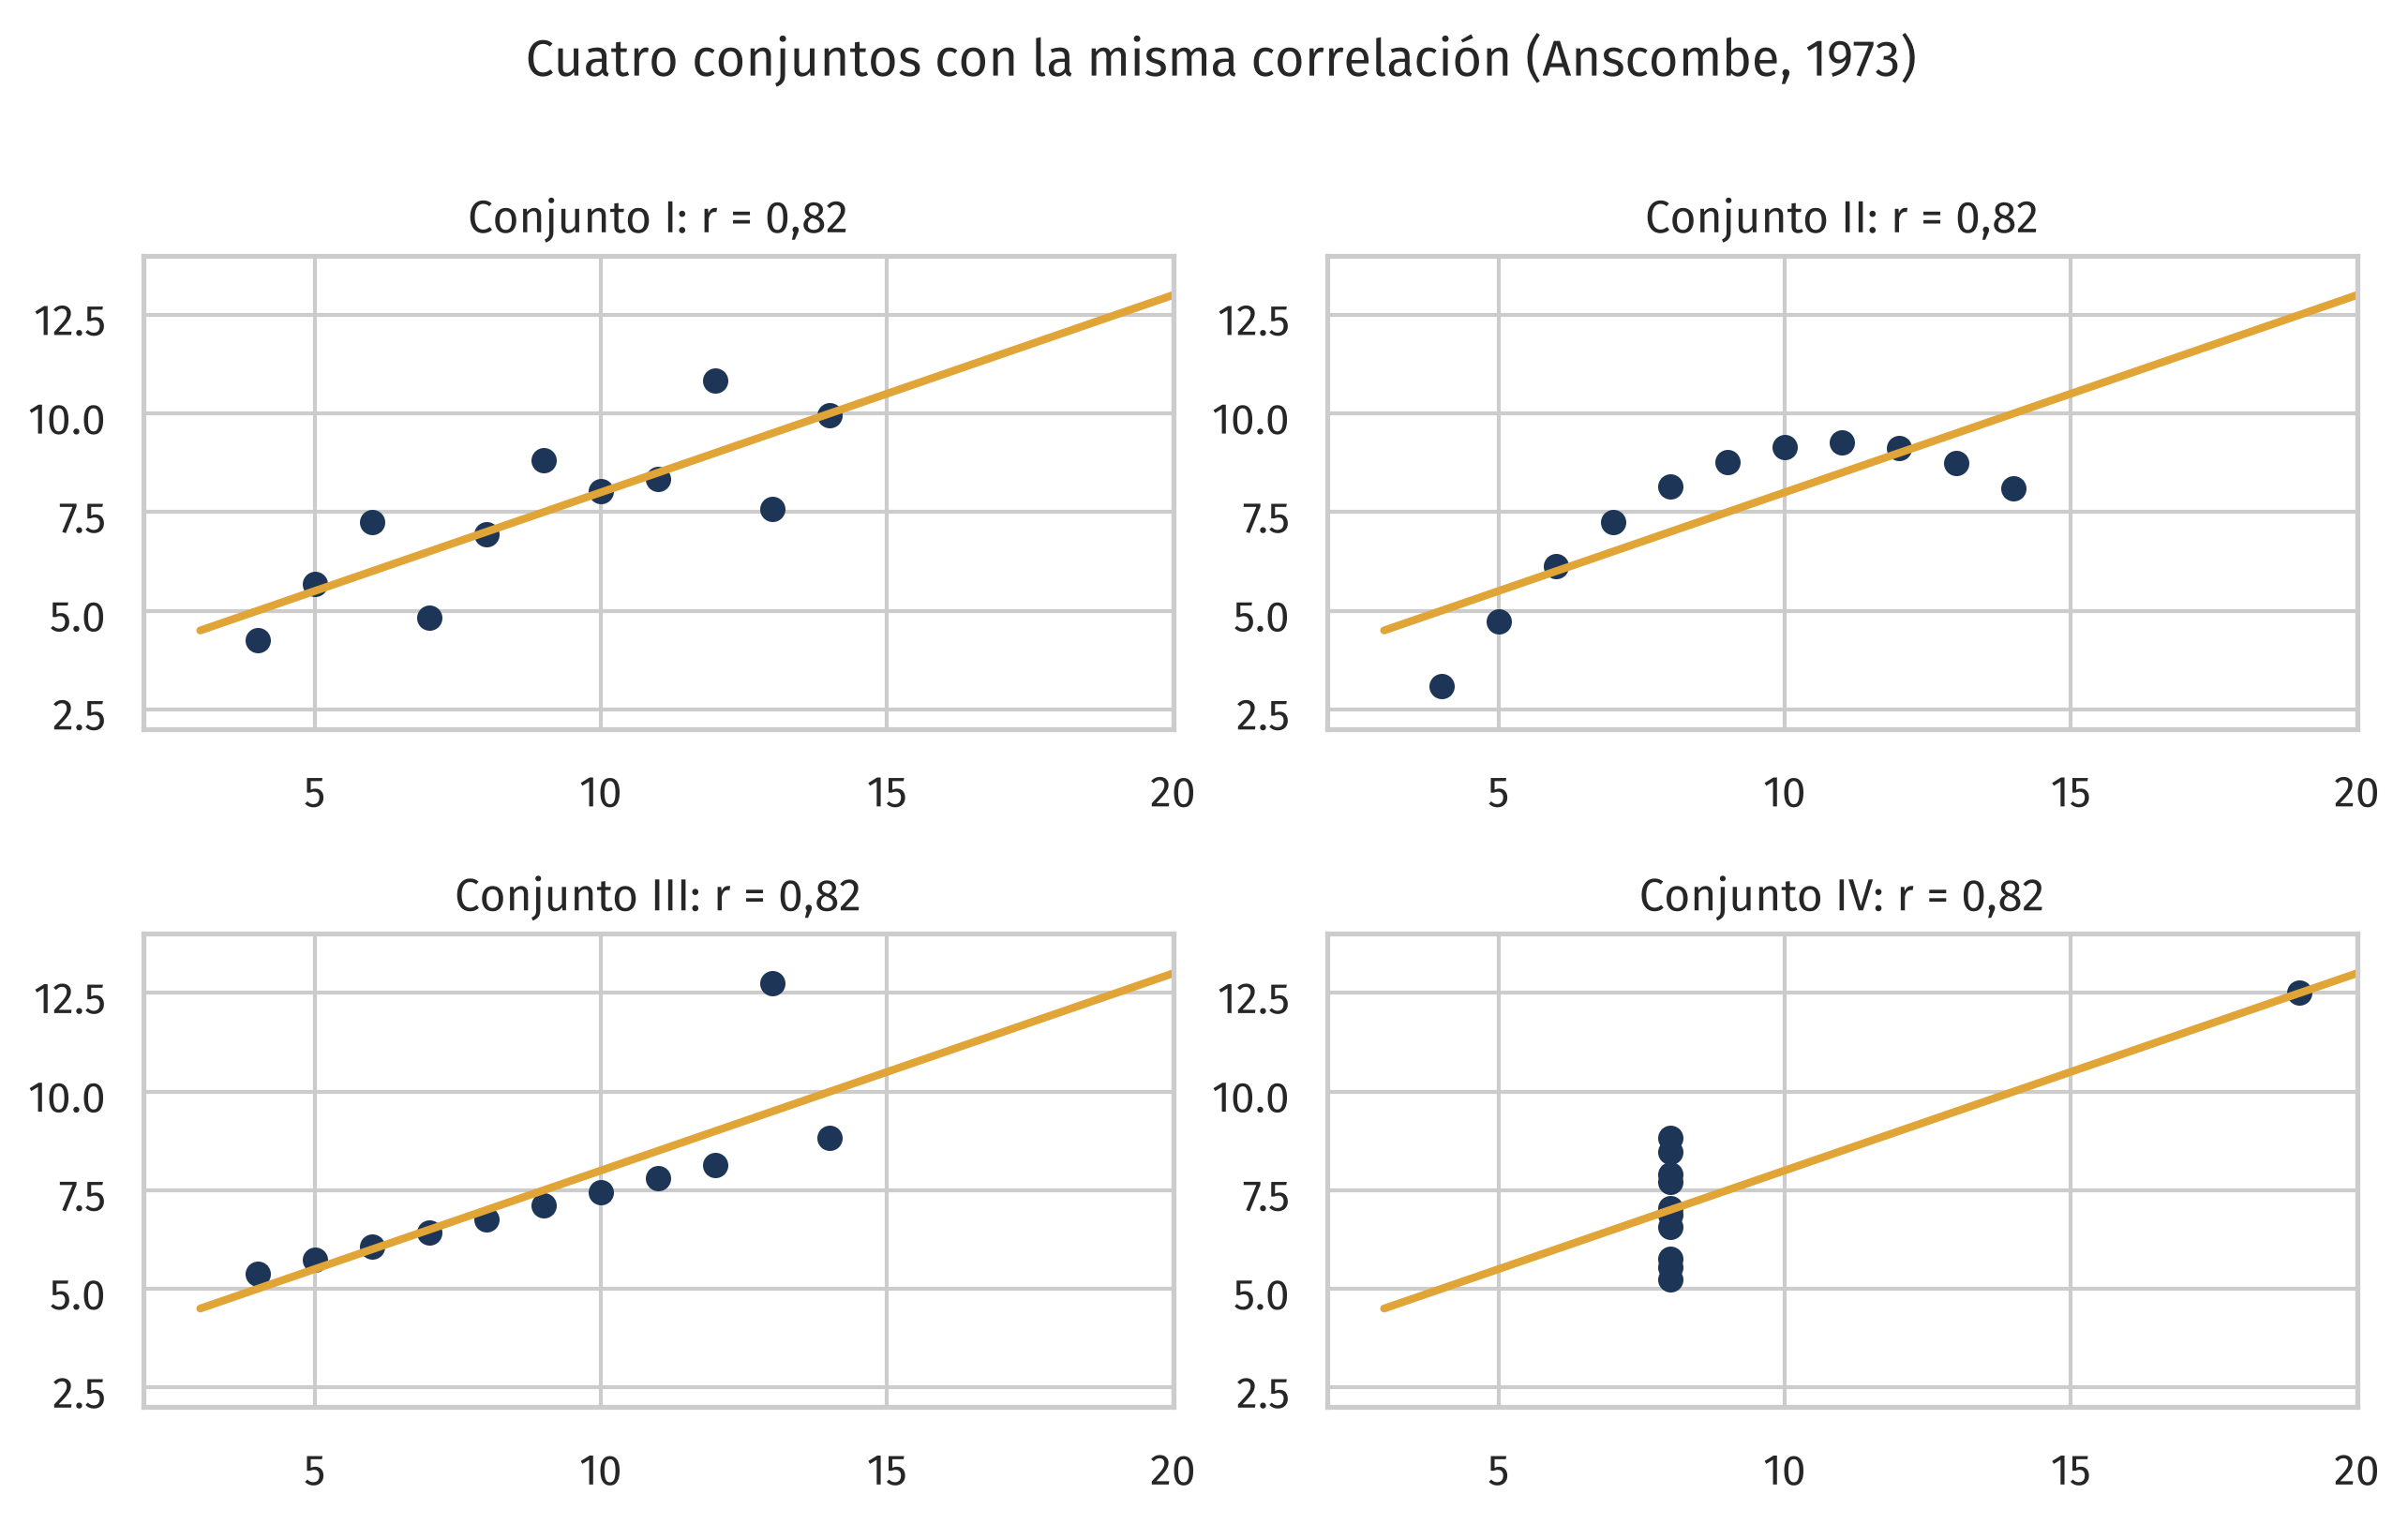 Cuatro conjuntos con la misma correlación (Anscombe, 1973)
Conjunto I: r = 0,82
12.5
10.0
7.5
5.0
2.5
5 10 15 20
Conjunto II: r = 0,82
12.5
10.0
7.5
5.0
2.5
5 10 15 20
Conjunto III: r = 0,82
12.5
10.0
7.5
5.0
2.5
5 10 15 20
Conjunto IV: r = 0,82
12.5
10.0
7.5
5.0
2.5
5 10 15 20